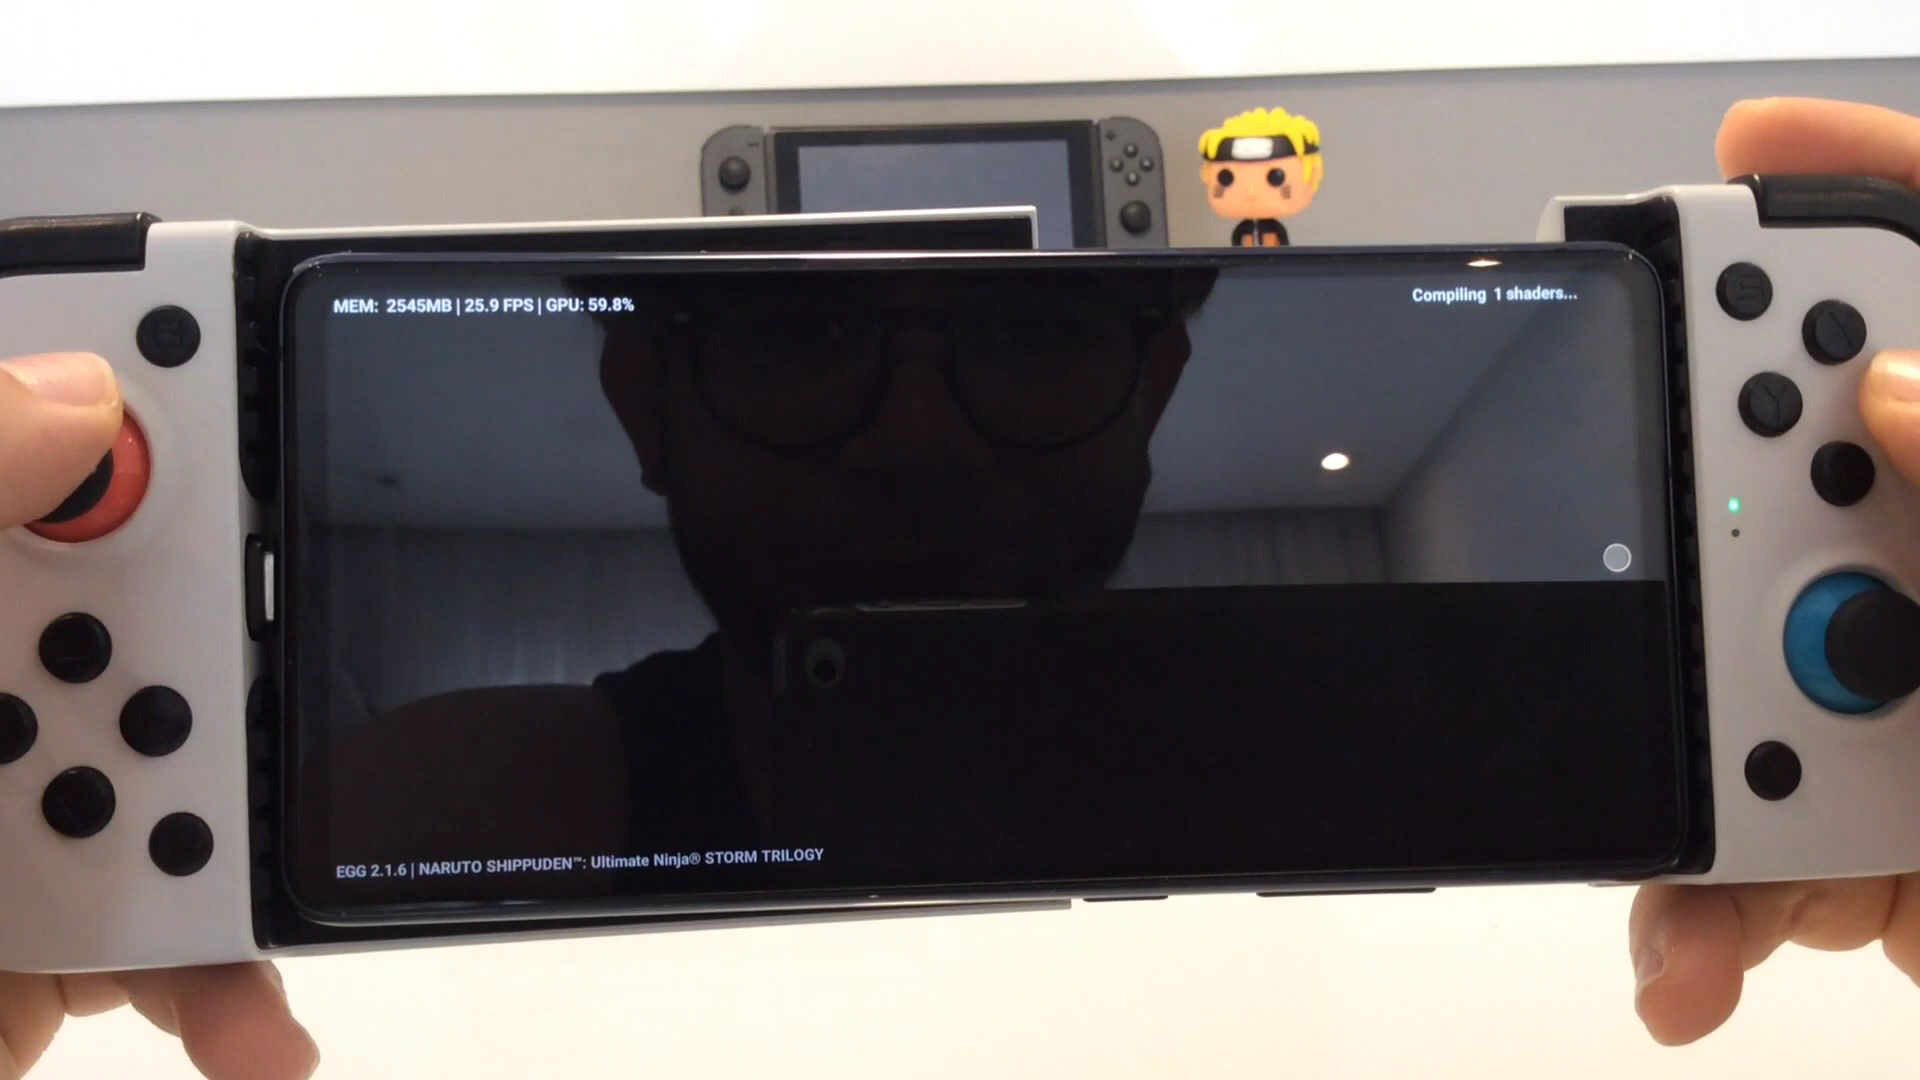 MEM: 2545MB | 25.9 FPS | GPU: 59.8%
Compiling 1 shaders...
Y
EGG 2.1.6 | NARUTO SHIPPUDEN™: Ultimate Ninja® STORM TRILOGY